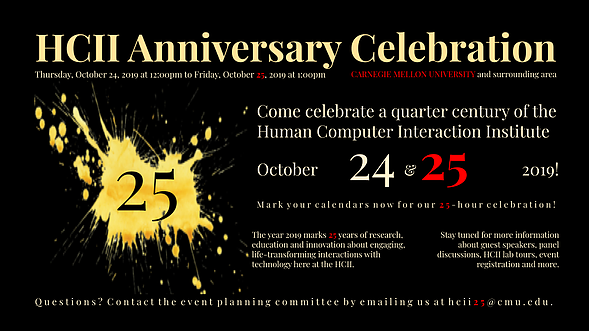 HCII Anniversary Celebration
Thursday, October 24, 2019 at 12:00pm to Friday, October 25, 2019 at 1:00pm
CARNEGIE MELLON UNIVERSITY and surrounding area
25
Come celebrate a quarter century of the
Human Computer Interaction Institute
October 24 & 25 2019!
Mark your calendars now for our 25-hour celebration!
The year 2019 marks 25 years of research,
education and innovation about engaging,
life-transforming interactions with
technology here at the HCII.
Stay tuned for more information
about guest speakers, panel
discussions, HCII lab tours, event
registration and more.
Questions? Contact the event planning committee by emailing us at hcii25@cmu.edu.